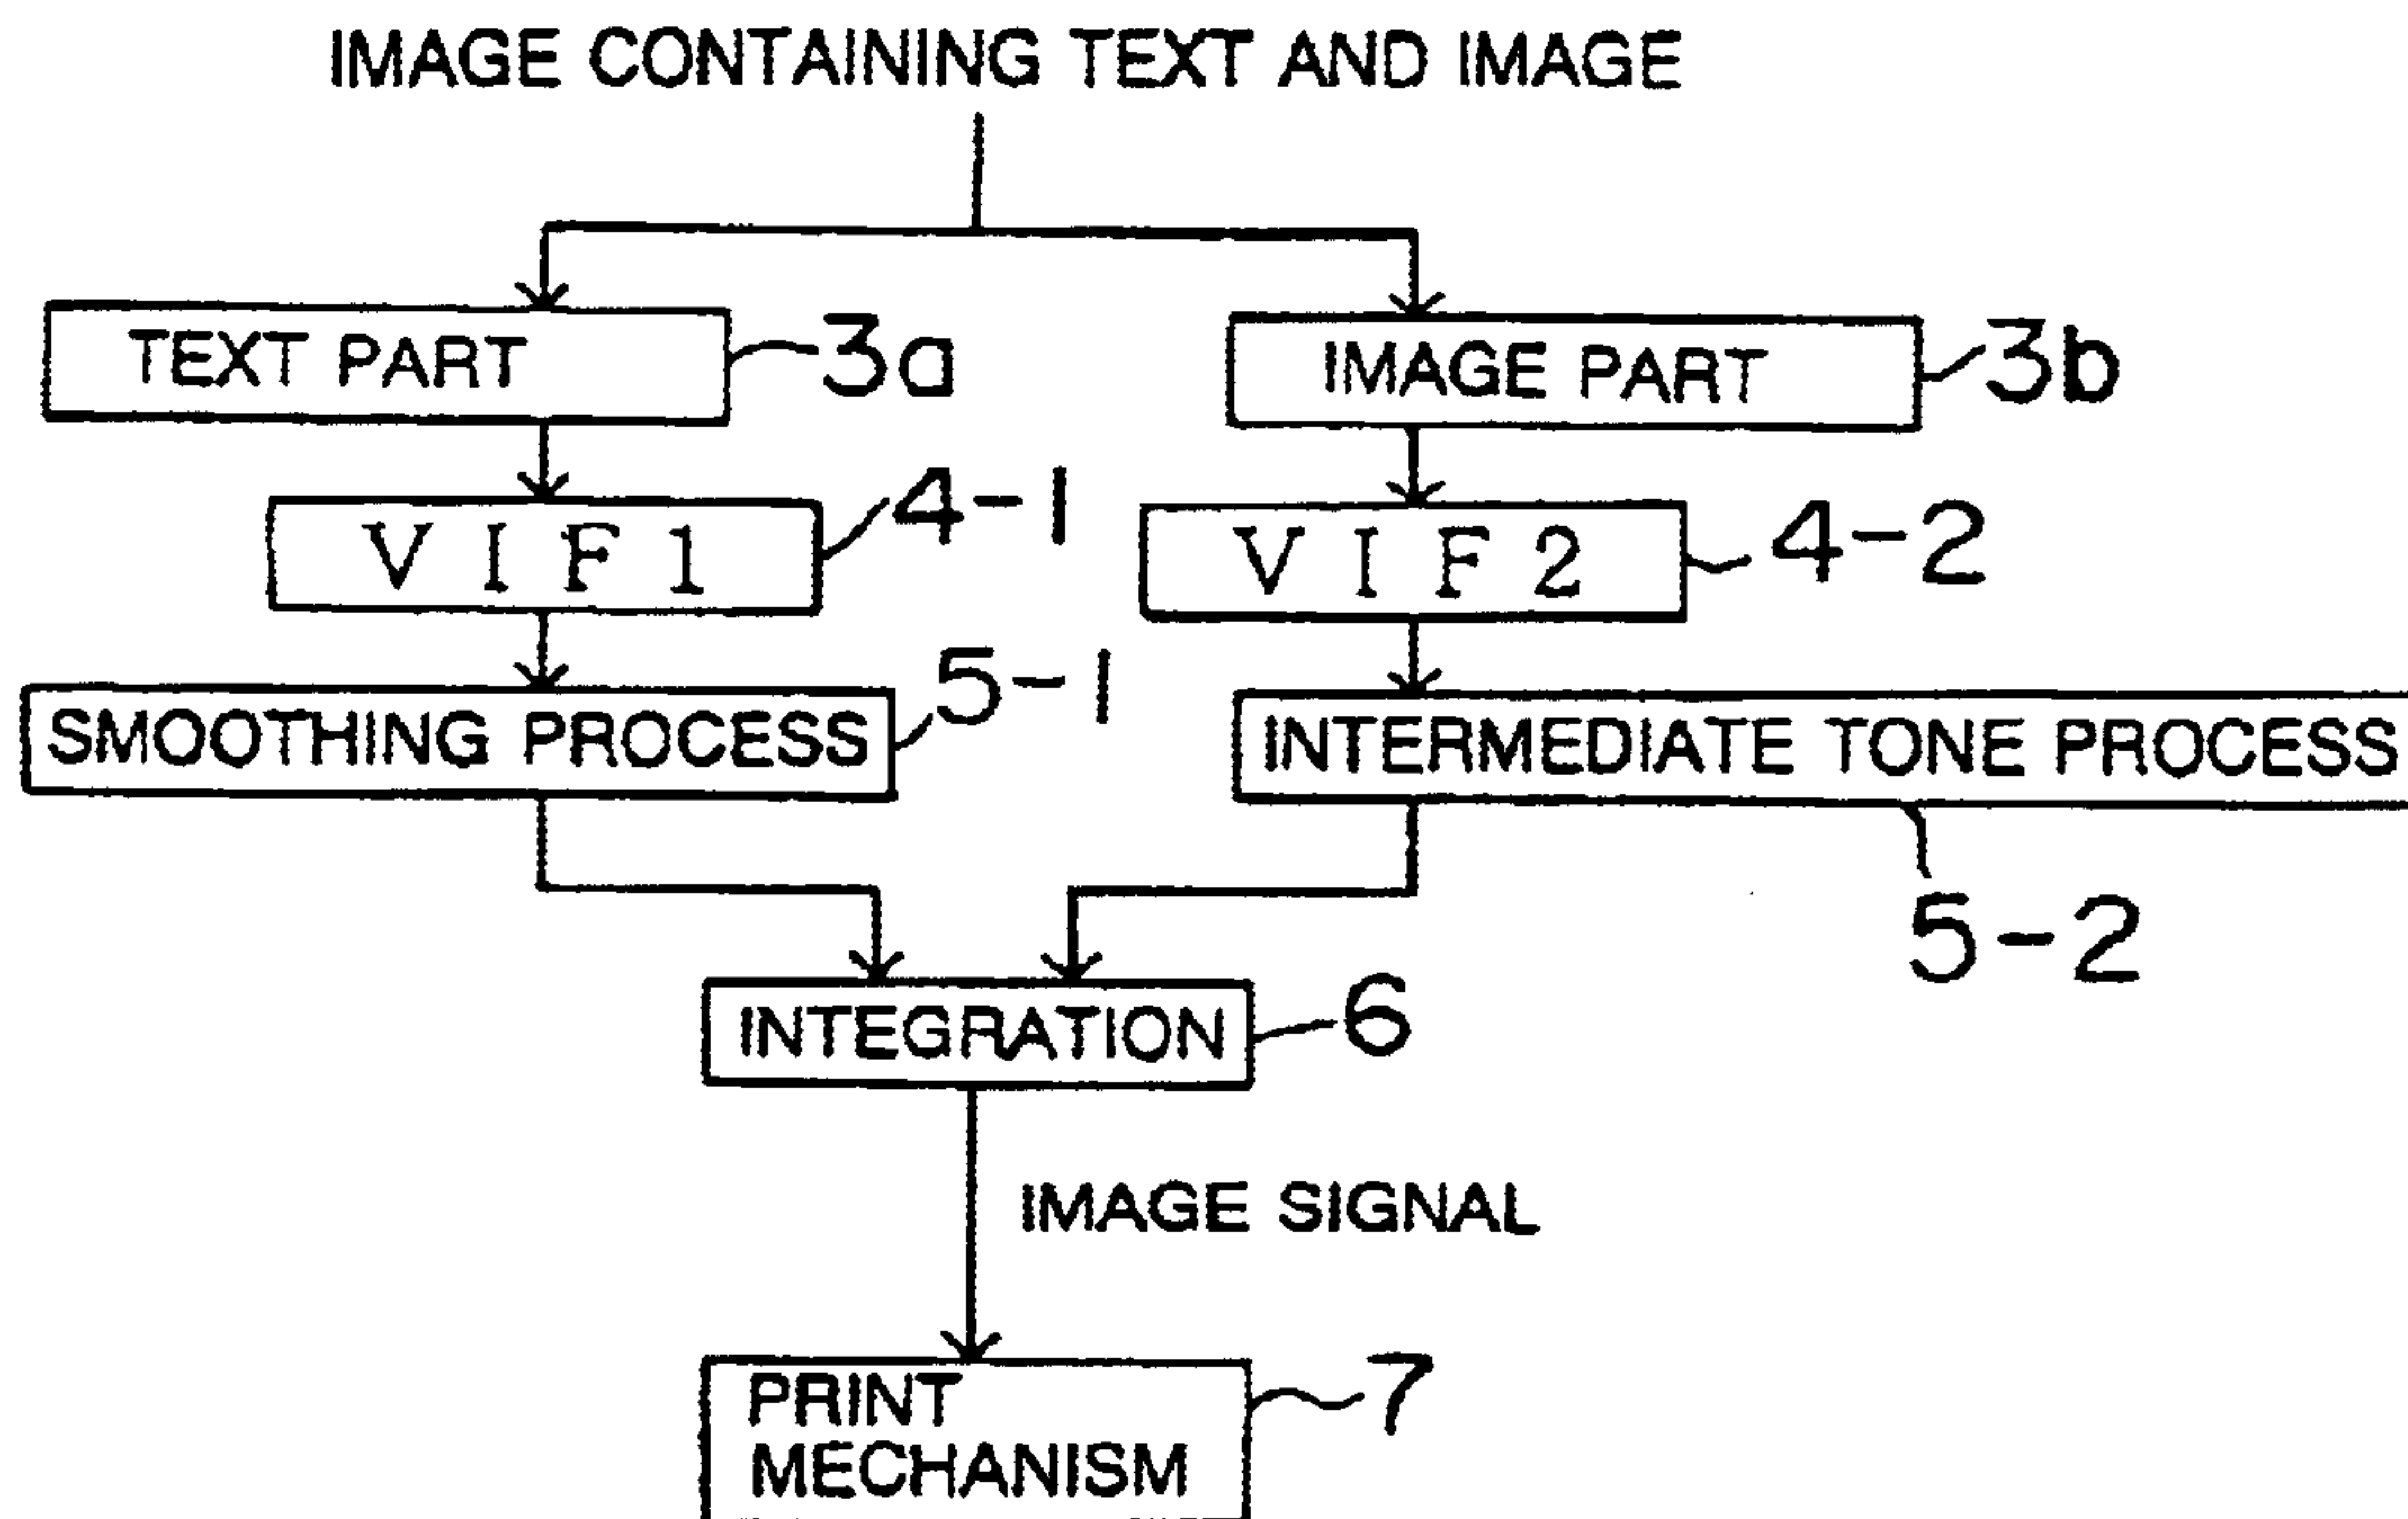 IMAGE CONTAINING TEXT AND IMAGE
TEXT PART
3a
IMAGE PART
3b
VIF1
4-1
VIF2
4-2
SMOOTHING PROCESS
5-1
INTERMEDIATE TONE PROCESS
5-2
INTEGRATION
6
IMAGE SIGNAL
PRINT
MECHANISM
7